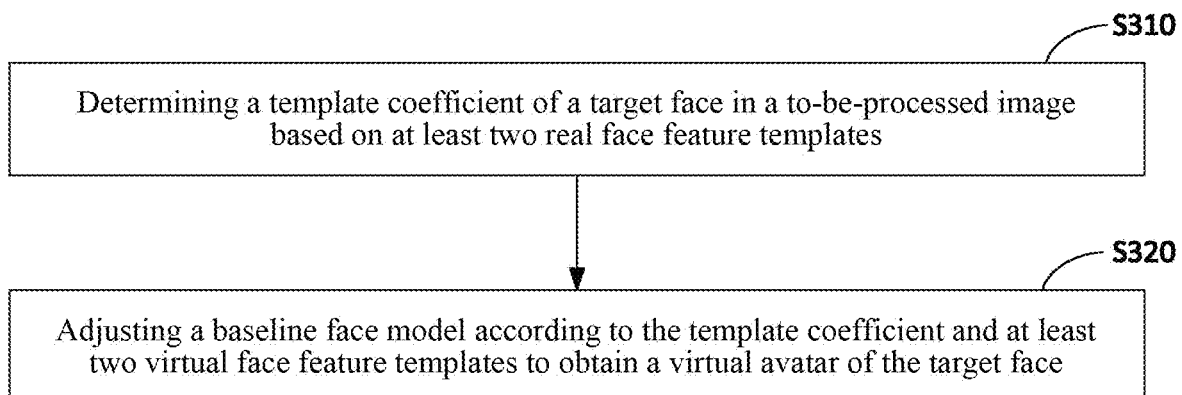 S310
Determining a template coefficient of a target face in a to-be-processed image
based on at least two real face feature templates
S320
Adjusting a baseline face model according to the template coefficient and at least
two virtual face feature templates to obtain a virtual avatar of the target face